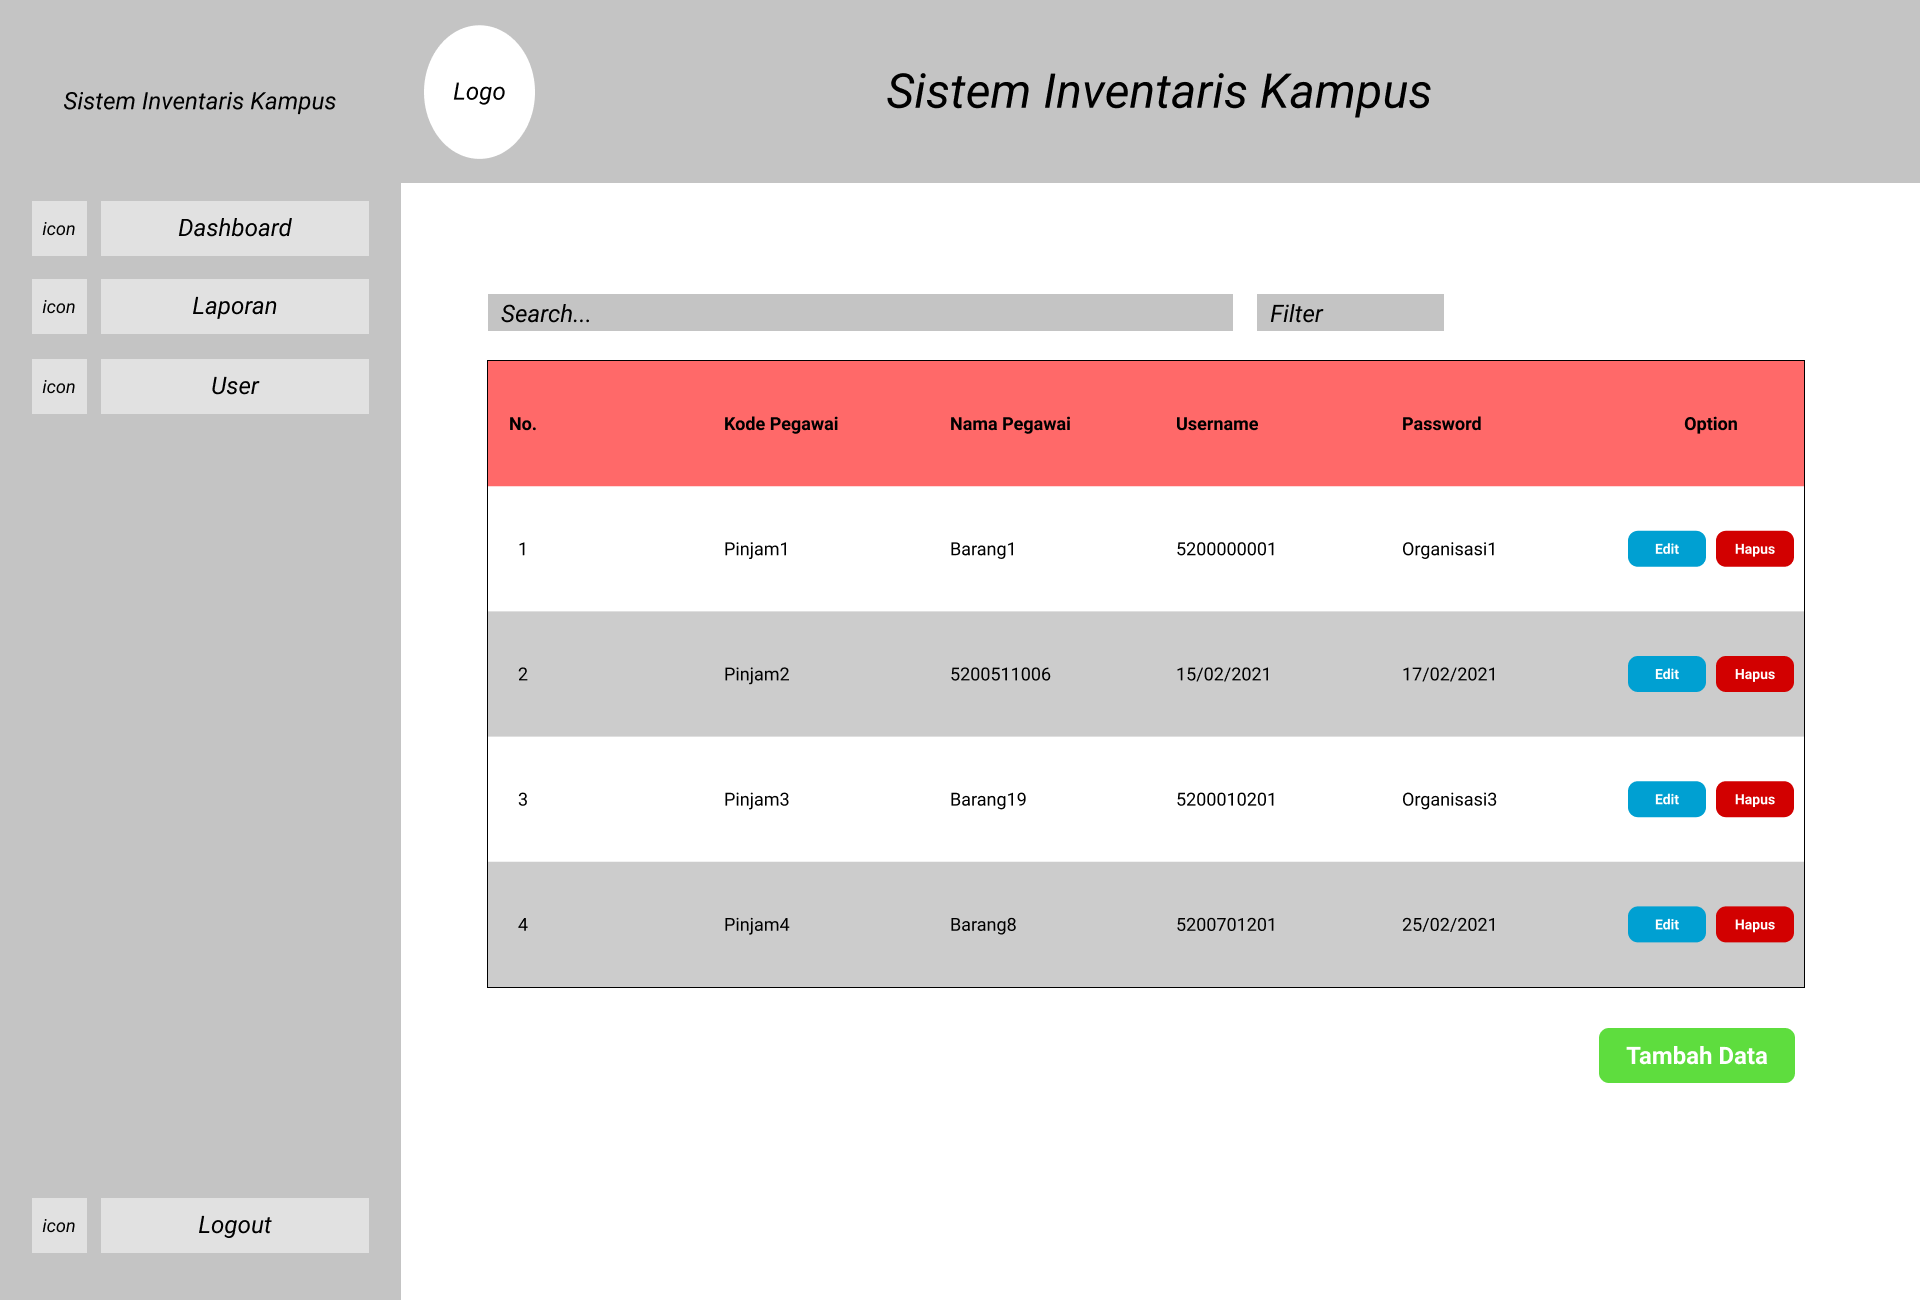 Sistem Inventaris Kampus
Logo
Sistem Inventaris Kampus
icon Dashboard
icon Laporan
icon User
icon Logout
Search... Filter
No. Kode Pegawai Nama Pegawai Username Password Option
1 Pinjam1 Barang1 5200000001 Organisasi1 Edit Hapus
2 Pinjam2 5200511006 15/02/2021 17/02/2021 Edit Hapus
3 Pinjam3 Barang19 5200010201 Organisasi3 Edit Hapus
4 Pinjam4 Barang8 5200701201 25/02/2021 Edit Hapus
Tambah Data